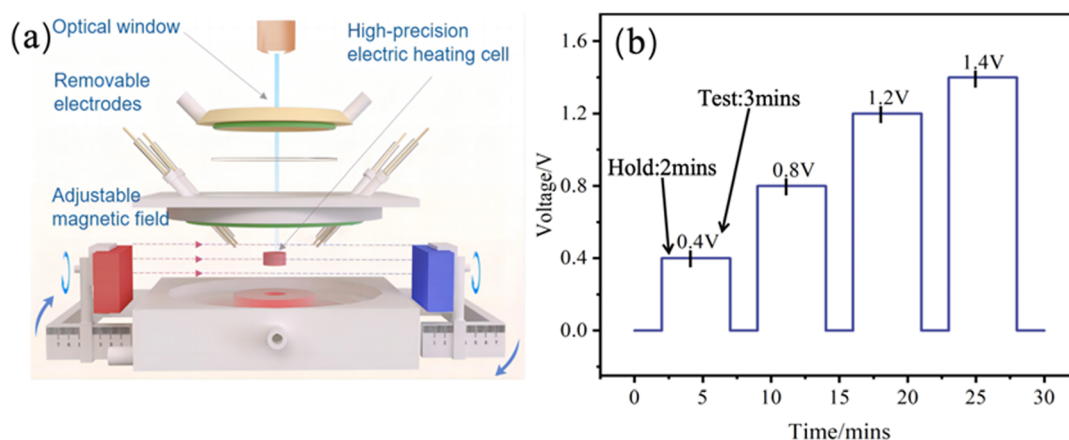 (a)
Optical window
High-precision
electric heating cell
Removable
electrodes
Adjustable
magnetic field
(b)
Voltage/V
1.6
1.2
0.8
0.4
0.0
Hold:2mins
Test:3mins
0.4V
0.8V
1.2V
1.4V
0
5
10
15
20
25
30
Time/mins